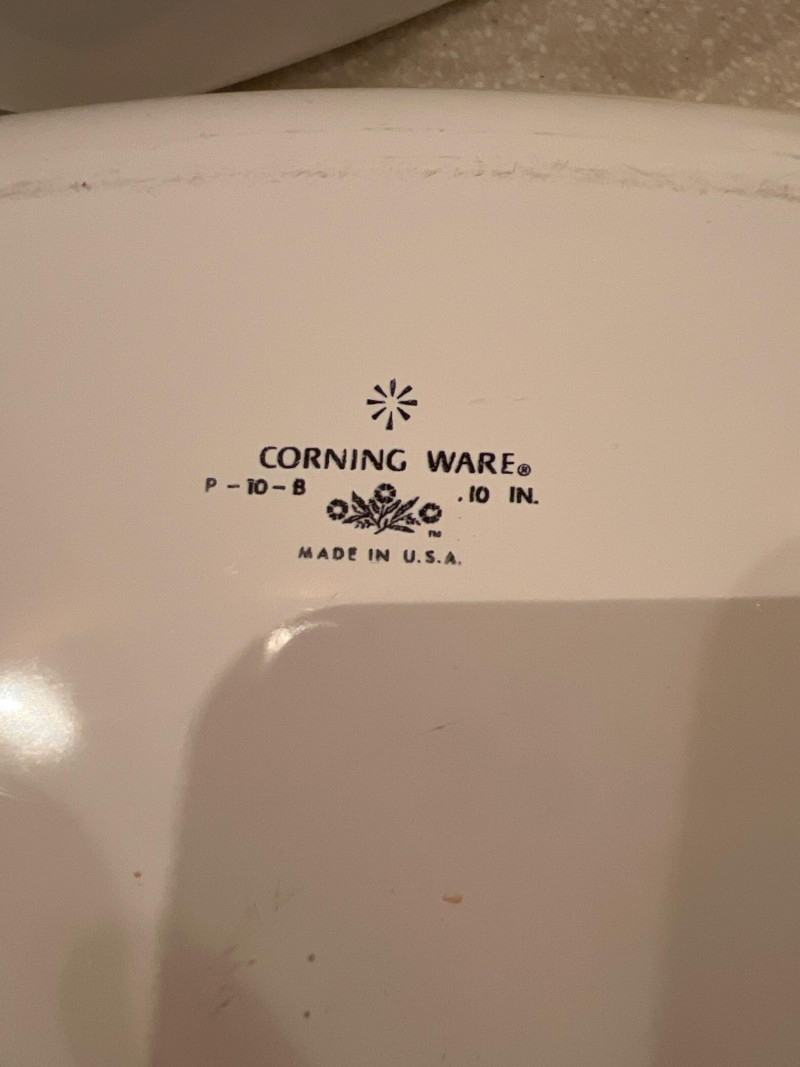 CORNING WARE®
P-10-B .10 IN.
TM
MADE IN U.S.A.